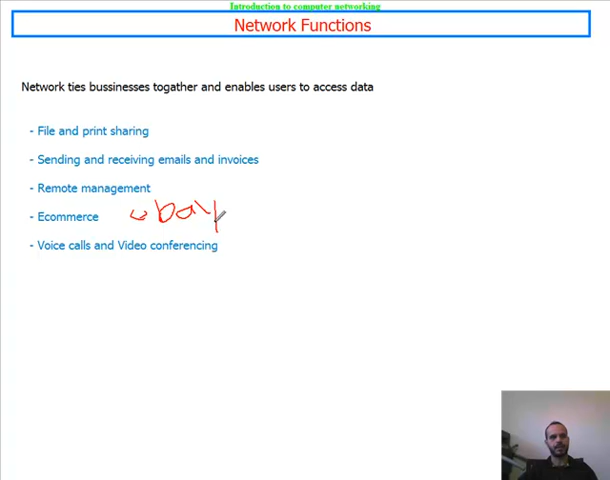 Introduction to computer networking
Network Functions
Network ties bussinesses togather and enables users to access data
- File and print sharing
- Sending and receiving emails and invoices
- Remote management
- Ecommerce ebay
- Voice calls and Video conferencing